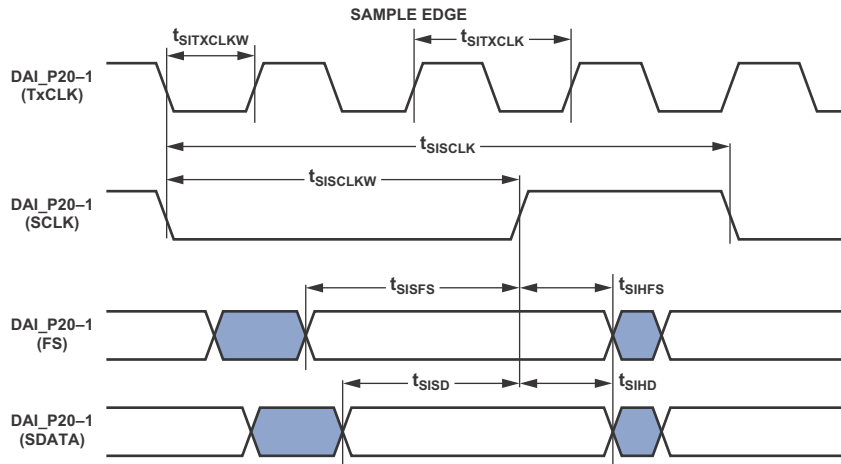 SAMPLE EDGE
tSITXCLKW
tSITXCLK
DAI_P20–1
(TxCLK)
tSISCLK
tSISCLKW
DAI_P20–1
(SCLK)
tSISFS
tSIHFS
DAI_P20–1
(FS)
tSISD
tSIHD
DAI_P20–1
(SDATA)